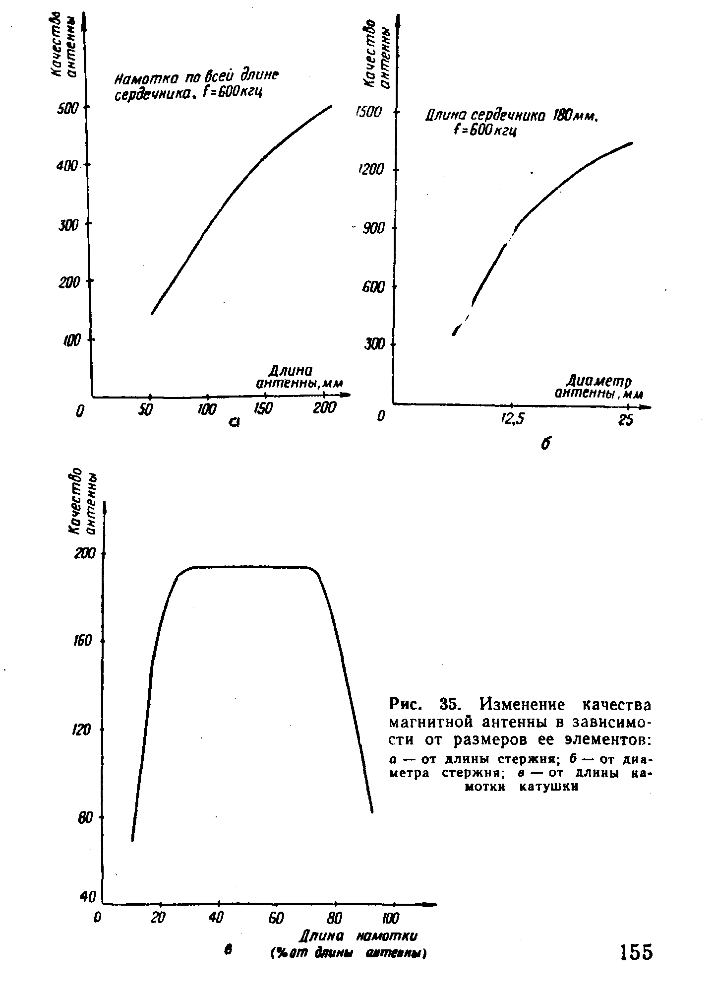 Качество
антенны
Намотка по всей длине
сердечника. f=600кгц
500
400
300
200
100
0
50
100
150
200
Длина
антенны, мм
а
Качество
антенны
Длина сердечника 180мм,
f=600кгц
1500
1200
900
600
300
0
12,5
25
Диаметр
антенны, мм
б
Качество
антенны
200
160
120
80
40
0
20
40
60
80
100
Длина намотки
(% от длины антенны)
в
Рис. 35. Изменение качества
магнитной антенны в зависимо-
сти от размеров ее элементов:
а — от длины стержня; б — от диа-
метра стержня; в — от длины на-
мотки катушки
155